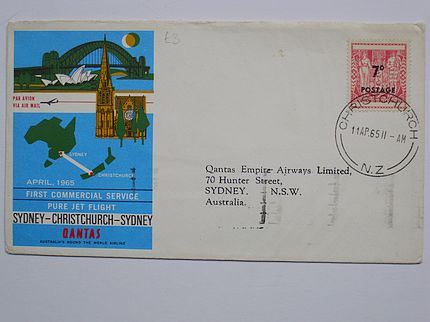 £3
PAR AVION
VIA AIR MAIL
SYDNEY
CHRISTCHURCH
APRIL, 1965
FIRST COMMERCIAL SERVICE
PURE JET FLIGHT
SYDNEY-CHRISTCHURCH-SYDNEY
QANTAS
AUSTRALIA'S ROUND THE WORLD AIRLINE
7D
POSTAGE
CHRISTCHURCH
11AP.65 11-AM
N.Z
Qantas Empire Airways Limited,
70 Hunter Street,
SYDNEY. N.S.W.
Australia.